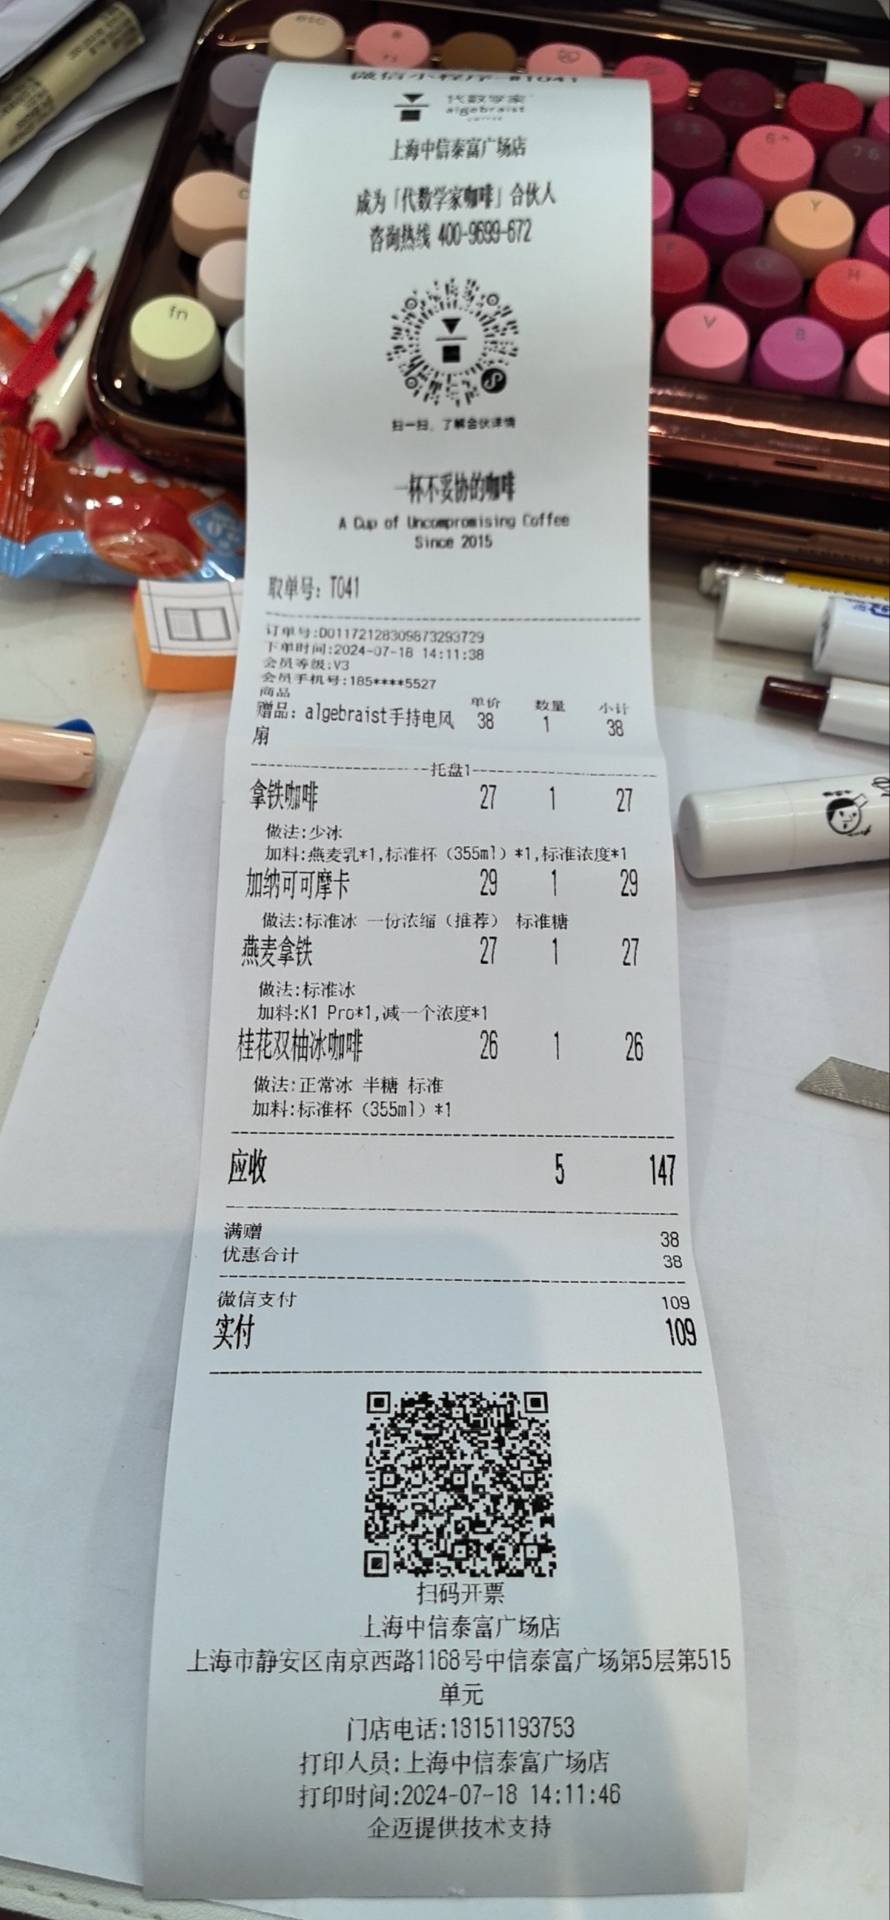 微信小程序-#T041
代数学家
algebraist
COFFEE
上海中信泰富广场店
成为「代数学家咖啡」合伙人
咨询热线 400-9699-672
扫一扫，了解合伙详情
一杯不妥协的咖啡
A Cup of Uncompromising Coffee
Since 2015
取单号: T041
订单号:D01172128309873293729
下单时间:2024-07-18 14:11:38
会员等级:V3
会员手机号:185****5527
商品 单价 数量 小计
赠品: algebraist手持电风扇 38 1 38
托盘1
拿铁咖啡 27 1 27
做法:少冰
加料:燕麦乳*1,标准杯（355ml）*1,标准浓度*1
加纳可可摩卡 29 1 29
做法:标准冰 一份浓缩（推荐） 标准糖
燕麦拿铁 27 1 27
做法:标准冰
加料:K1 Pro*1,减一个浓度*1
桂花双柚冰咖啡 26 1 26
做法:正常冰 半糖 标准
加料:标准杯（355ml）*1
应收 5 147
满赠 38
优惠合计 38
微信支付 109
实付 109
扫码开票
上海中信泰富广场店
上海市静安区南京西路1168号中信泰富广场第5层第515
单元
门店电话:13151193753
打印人员:上海中信泰富广场店
打印时间:2024-07-18 14:11:46
企迈提供技术支持
fn
Y
H
V
B